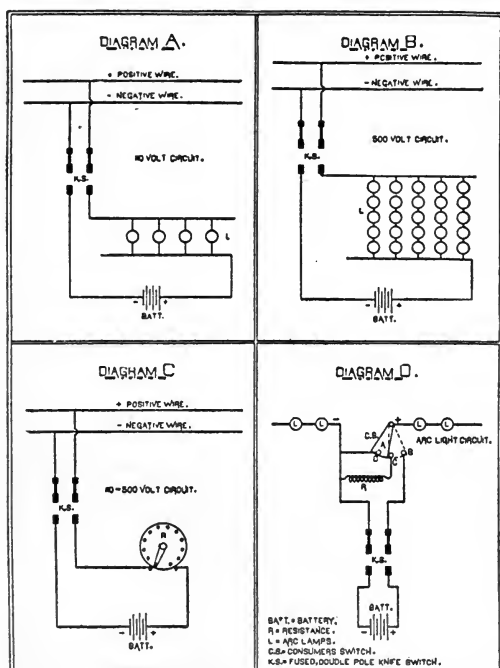 DIAGRAM A.
+ POSITIVE WIRE.
- NEGATIVE WIRE.
110 VOLT CIRCUIT.
K.S.
L
- +
BATT.
DIAGRAM B.
+ POSITIVE WIRE.
- NEGATIVE WIRE.
500 VOLT CIRCUIT.
K.S.
L
- +
BATT.
DIAGRAM C
+ POSITIVE WIRE.
- NEGATIVE WIRE.
110-500 VOLT CIRCUIT.
K.S.
R
- +
BATT.
DIAGRAM D.
L L - + L L
C.S. A B
D C
ARC LIGHT CIRCUIT.
R
K.S.
- +
BATT.
BATT. = BATTERY.
R = RESISTANCE.
L = ARC LAMPS.
C.S. = CONSUMERS SWITCH.
K.S. = FUSED, DOUBLE POLE KNIFE SWITCH.